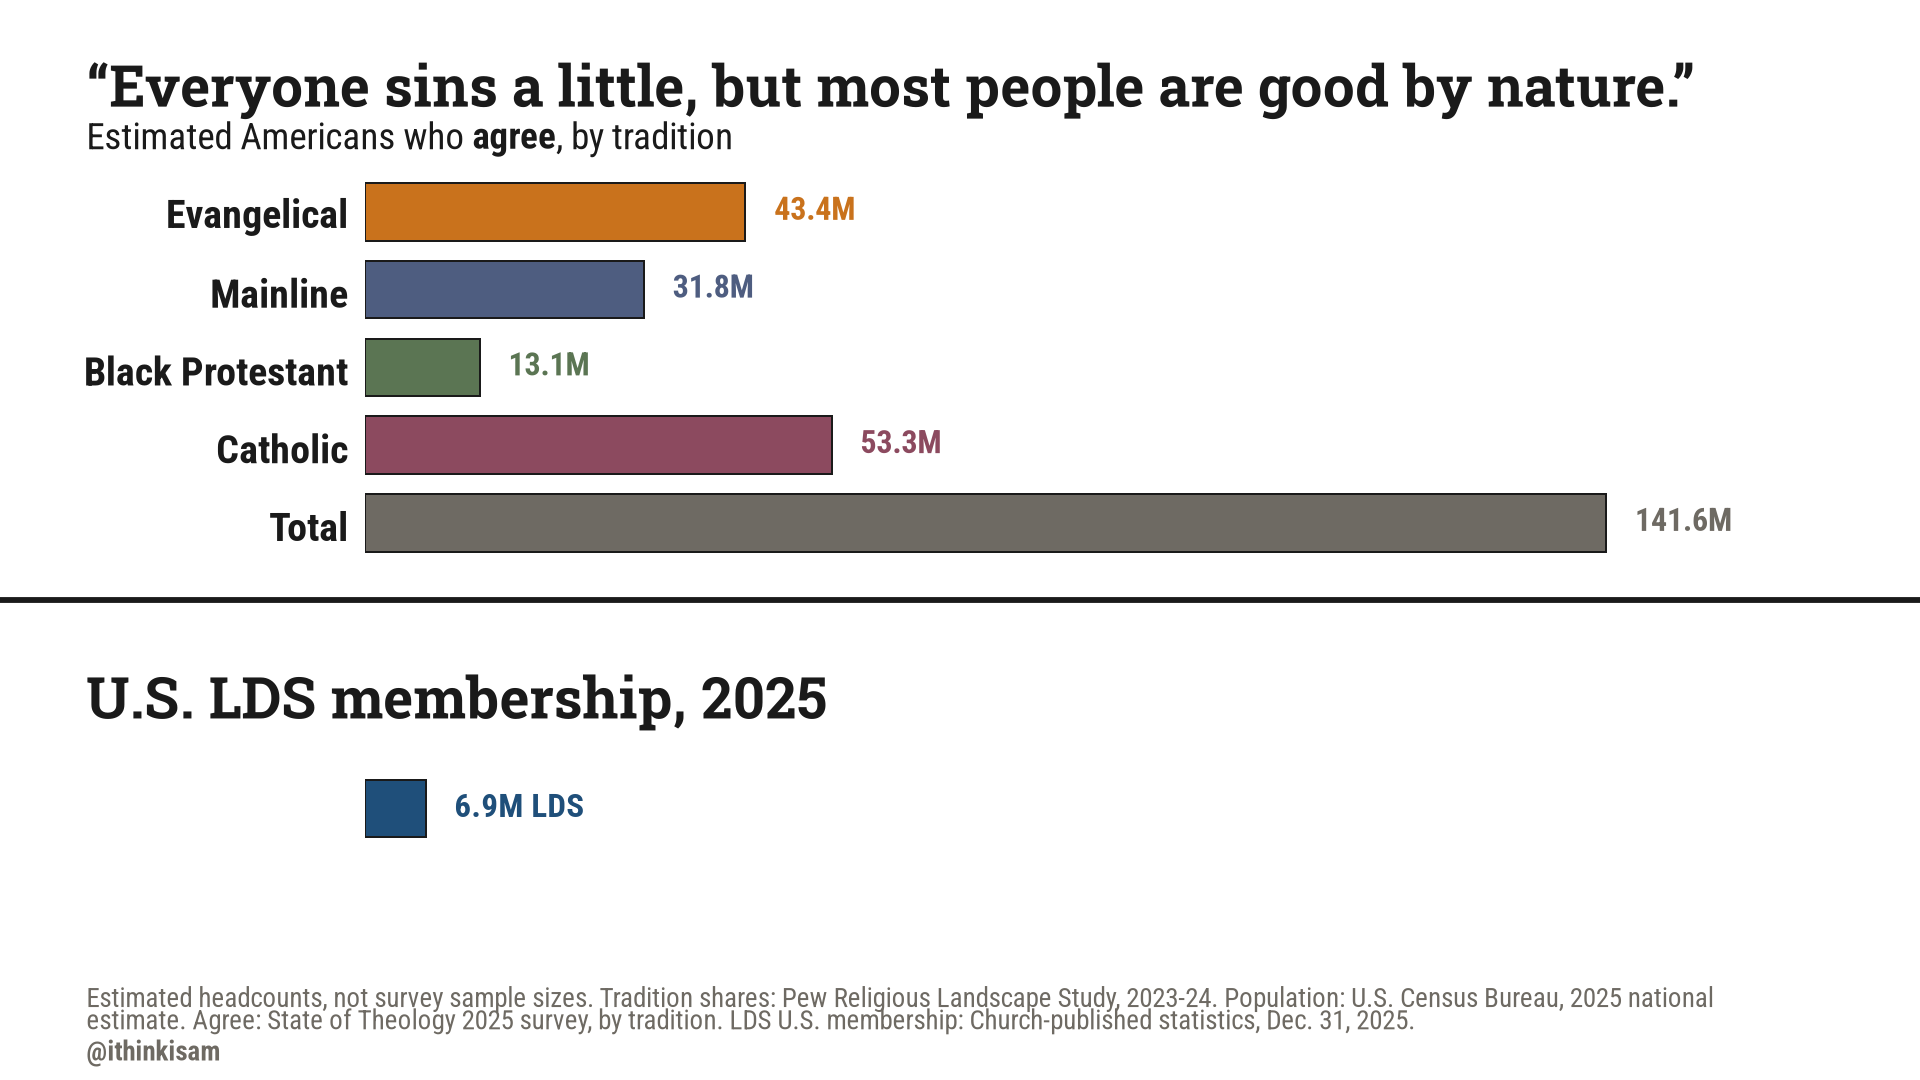 “Everyone sins a little, but most people are good by nature.”
Estimated Americans who agree, by tradition
Evangelical 43.4M
Mainline 31.8M
Black Protestant 13.1M
Catholic 53.3M
Total 141.6M
U.S. LDS membership, 2025
6.9M LDS
Estimated headcounts, not survey sample sizes. Tradition shares: Pew Religious Landscape Study, 2023-24. Population: U.S. Census Bureau, 2025 national
estimate. Agree: State of Theology 2025 survey, by tradition. LDS U.S. membership: Church-published statistics, Dec. 31, 2025.
@ithinkisam